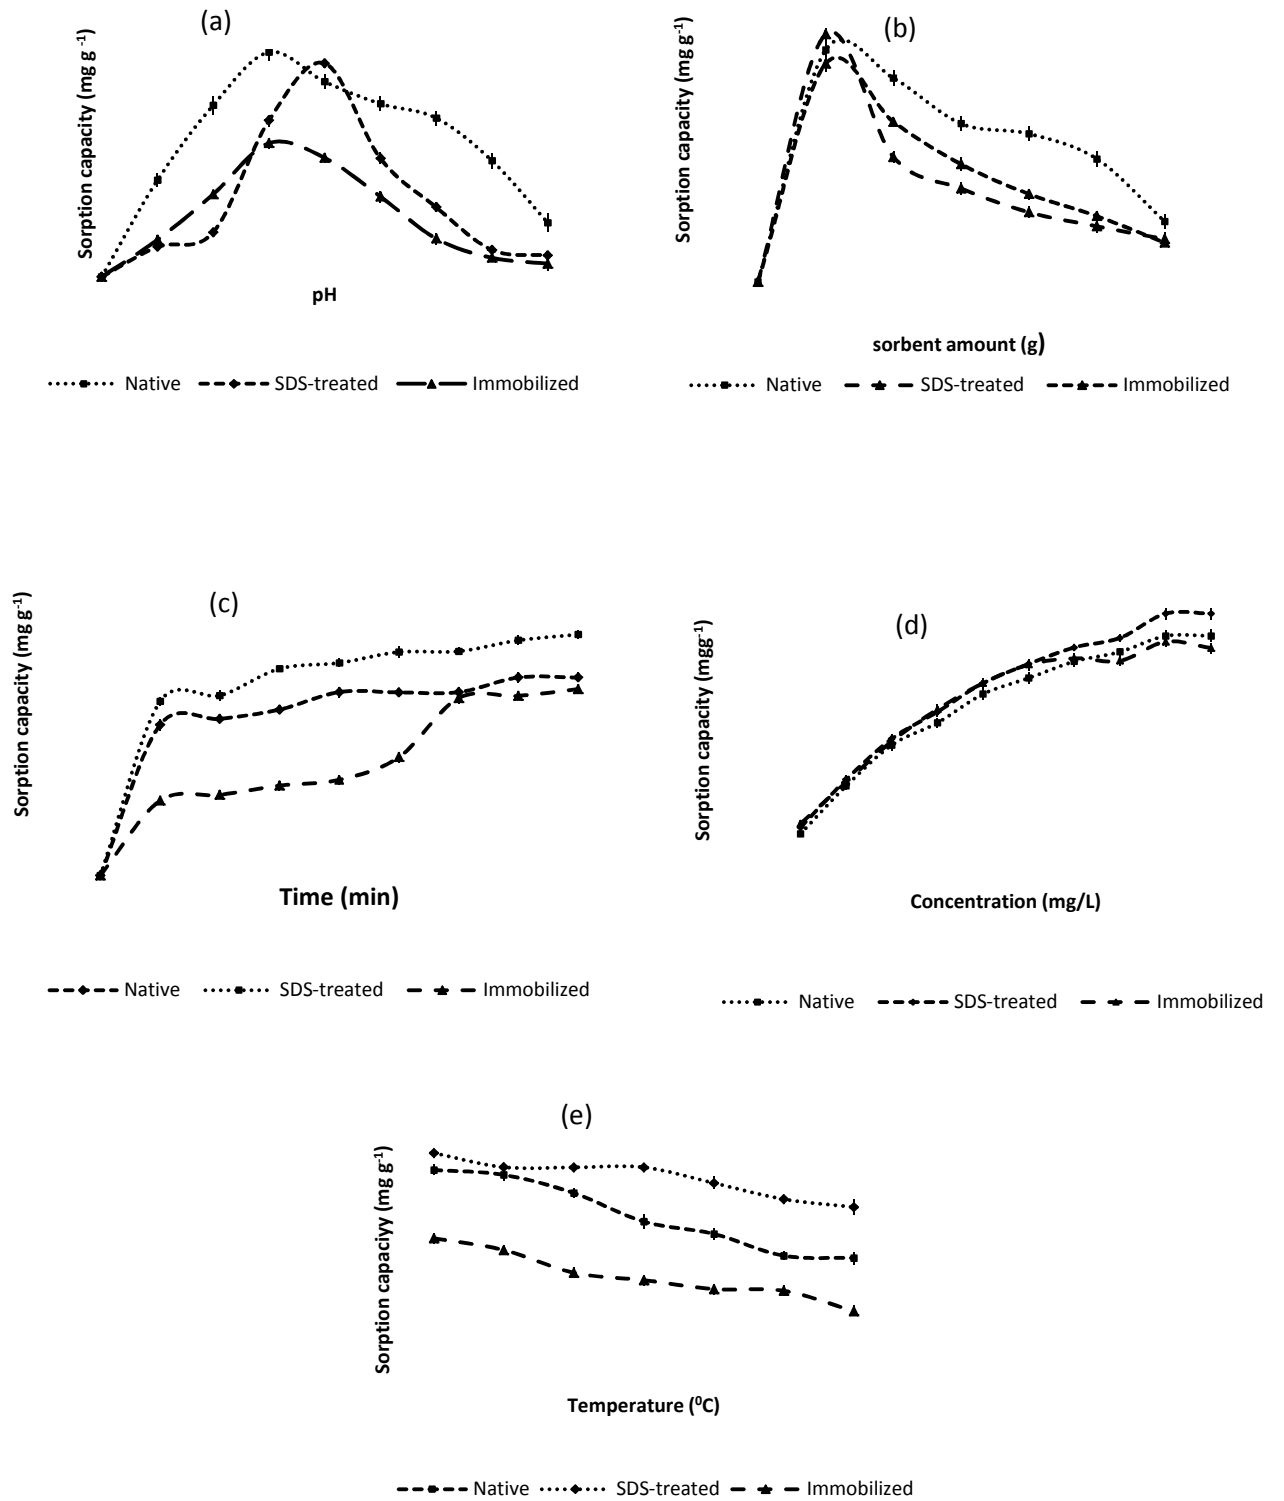 (a)
Sorption capacity (mg g -1)
pH
Native SDS-treated Immobilized
(b)
Sorption capacity (mg g-1)
sorbent amount (g)
Native SDS-treated Immobilized
(c)
Sorption capacity (mg g-1)
Time (min)
Native SDS-treated Immobilized
(d)
Sorption capacity (mgg-1)
Concentration (mg/L)
Native SDS-treated Immobilized
(e)
Sorption capaciyy (mg g-1)
Temperature (0C)
Native SDS-treated Immobilized